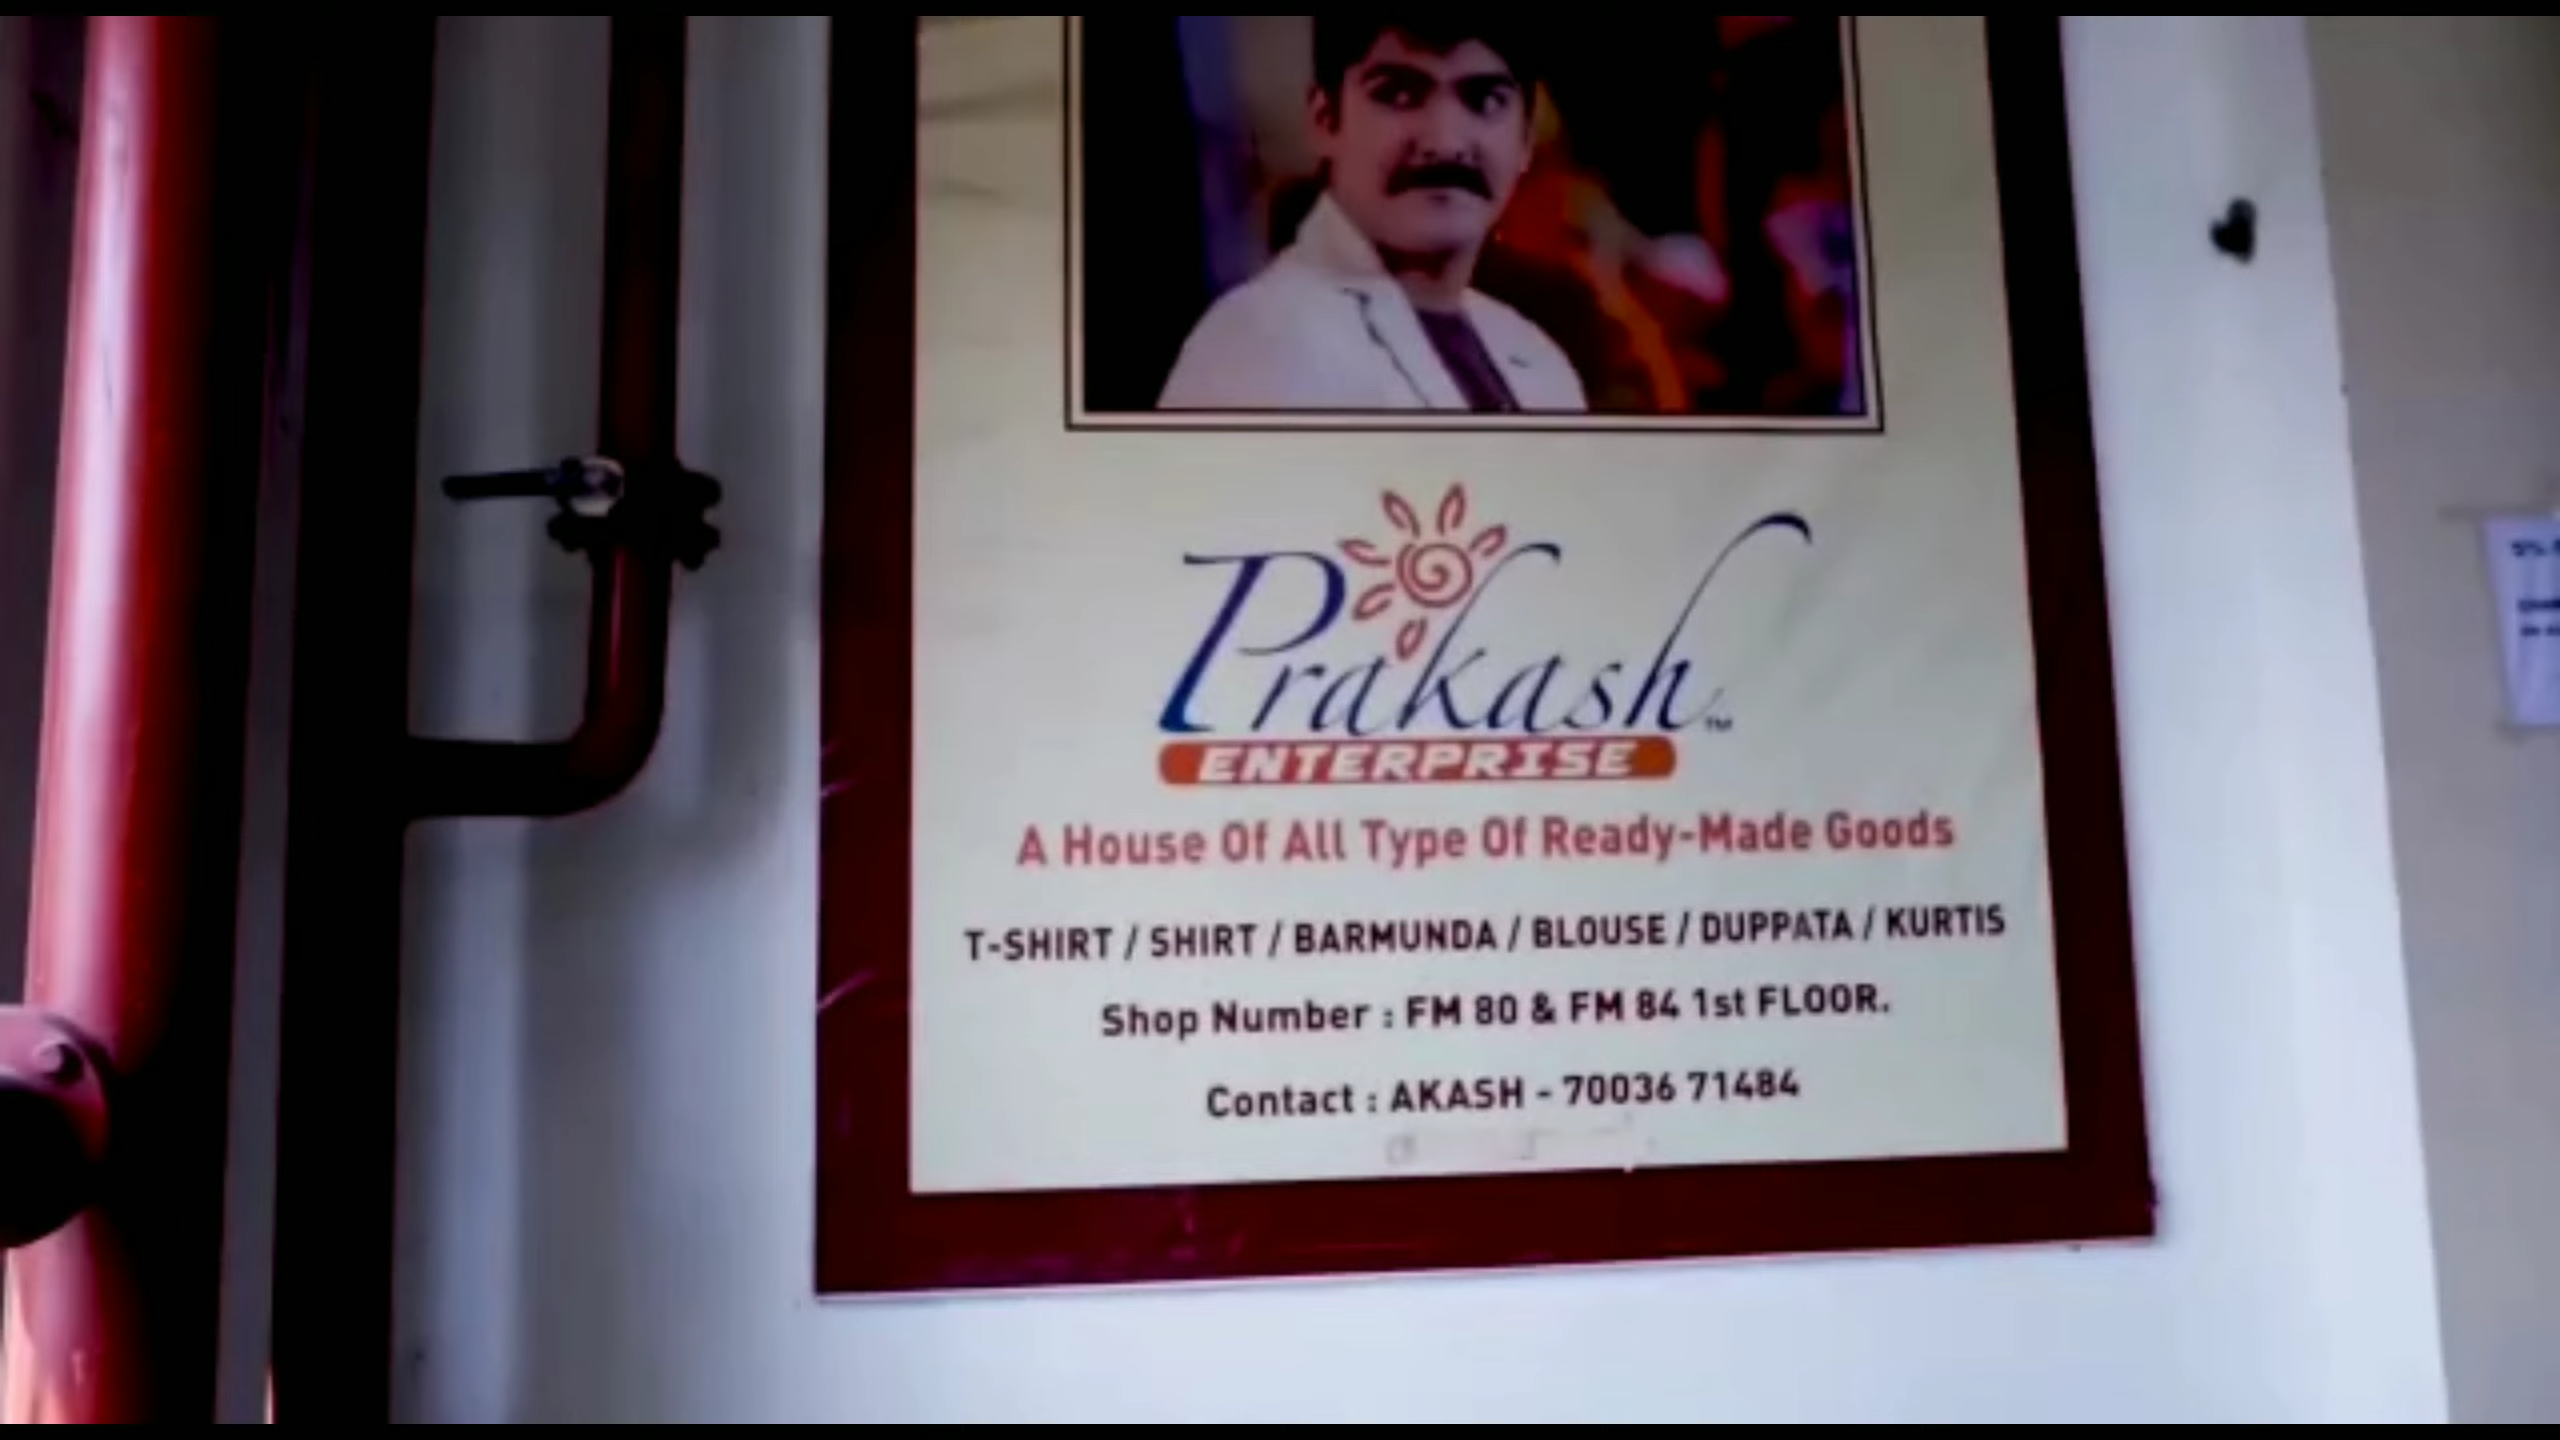 Prakash™
ENTERPRISE
A House Of All Type Of Ready-Made Goods
T-SHIRT / SHIRT / BARMUNDA / BLOUSE / DUPPATA / KURTIS
Shop Number : FM 80 & FM 84 1st FLOOR.
Contact : AKASH - 70036 71484